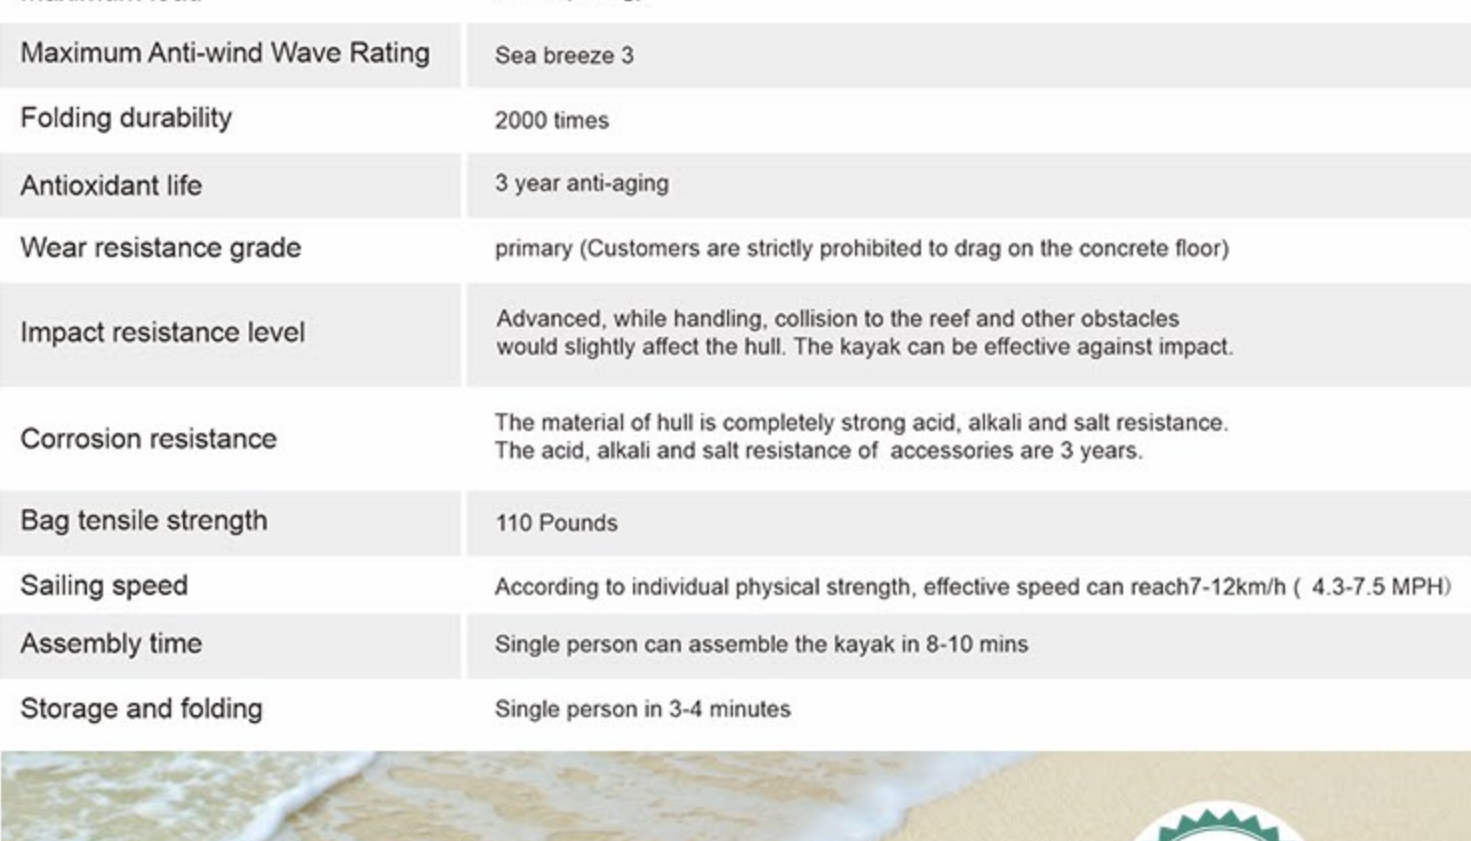 Maximum Anti-wind Wave Rating
Sea breeze 3
Folding durability
2000 times
Antioxidant life
3 year anti-aging
Wear resistance grade
primary (Customers are strictly prohibited to drag on the concrete floor)
Impact resistance level
Advanced, while handling, collision to the reef and other obstacles
would slightly affect the hull. The kayak can be effective against impact.
Corrosion resistance
The material of hull is completely strong acid, alkali and salt resistance.
The acid, alkali and salt resistance of  accessories are 3 years.
Bag tensile strength
110 Pounds
Sailing speed
According to individual physical strength, effective speed can reach7-12km/h (  4.3-7.5 MPH）
Assembly time
Single person can assemble the kayak in 8-10 mins
Storage and folding
Single person in 3-4 minutes